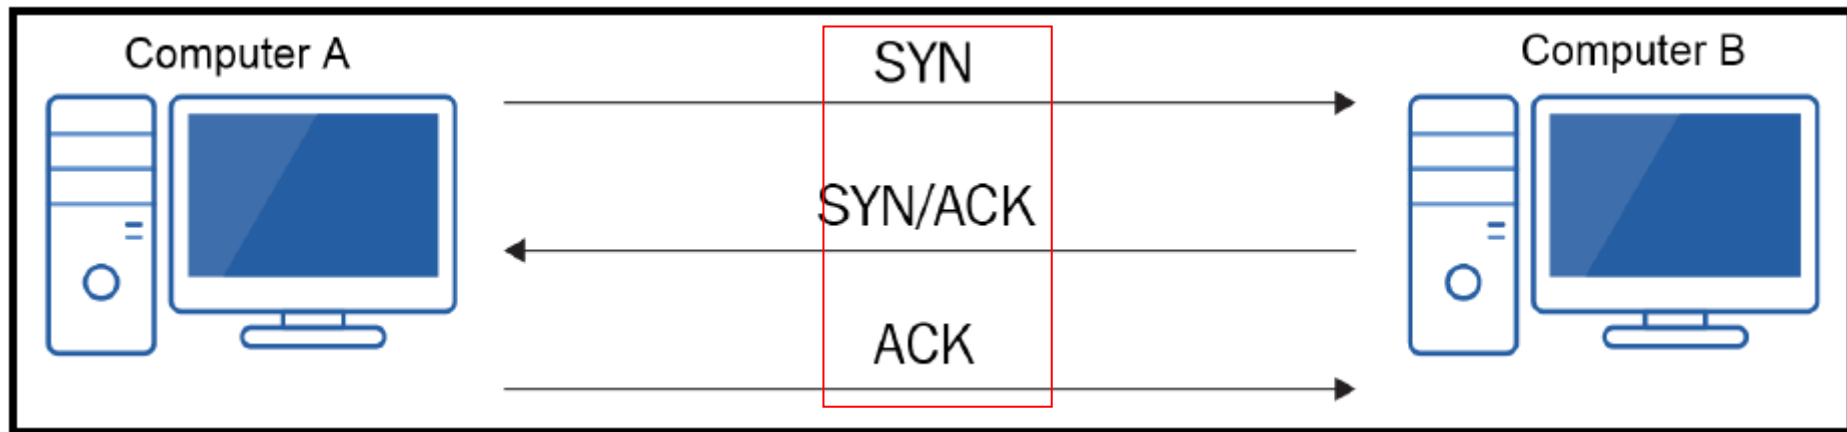 Computer A
SYN
Computer B
SYN/ACK
ACK